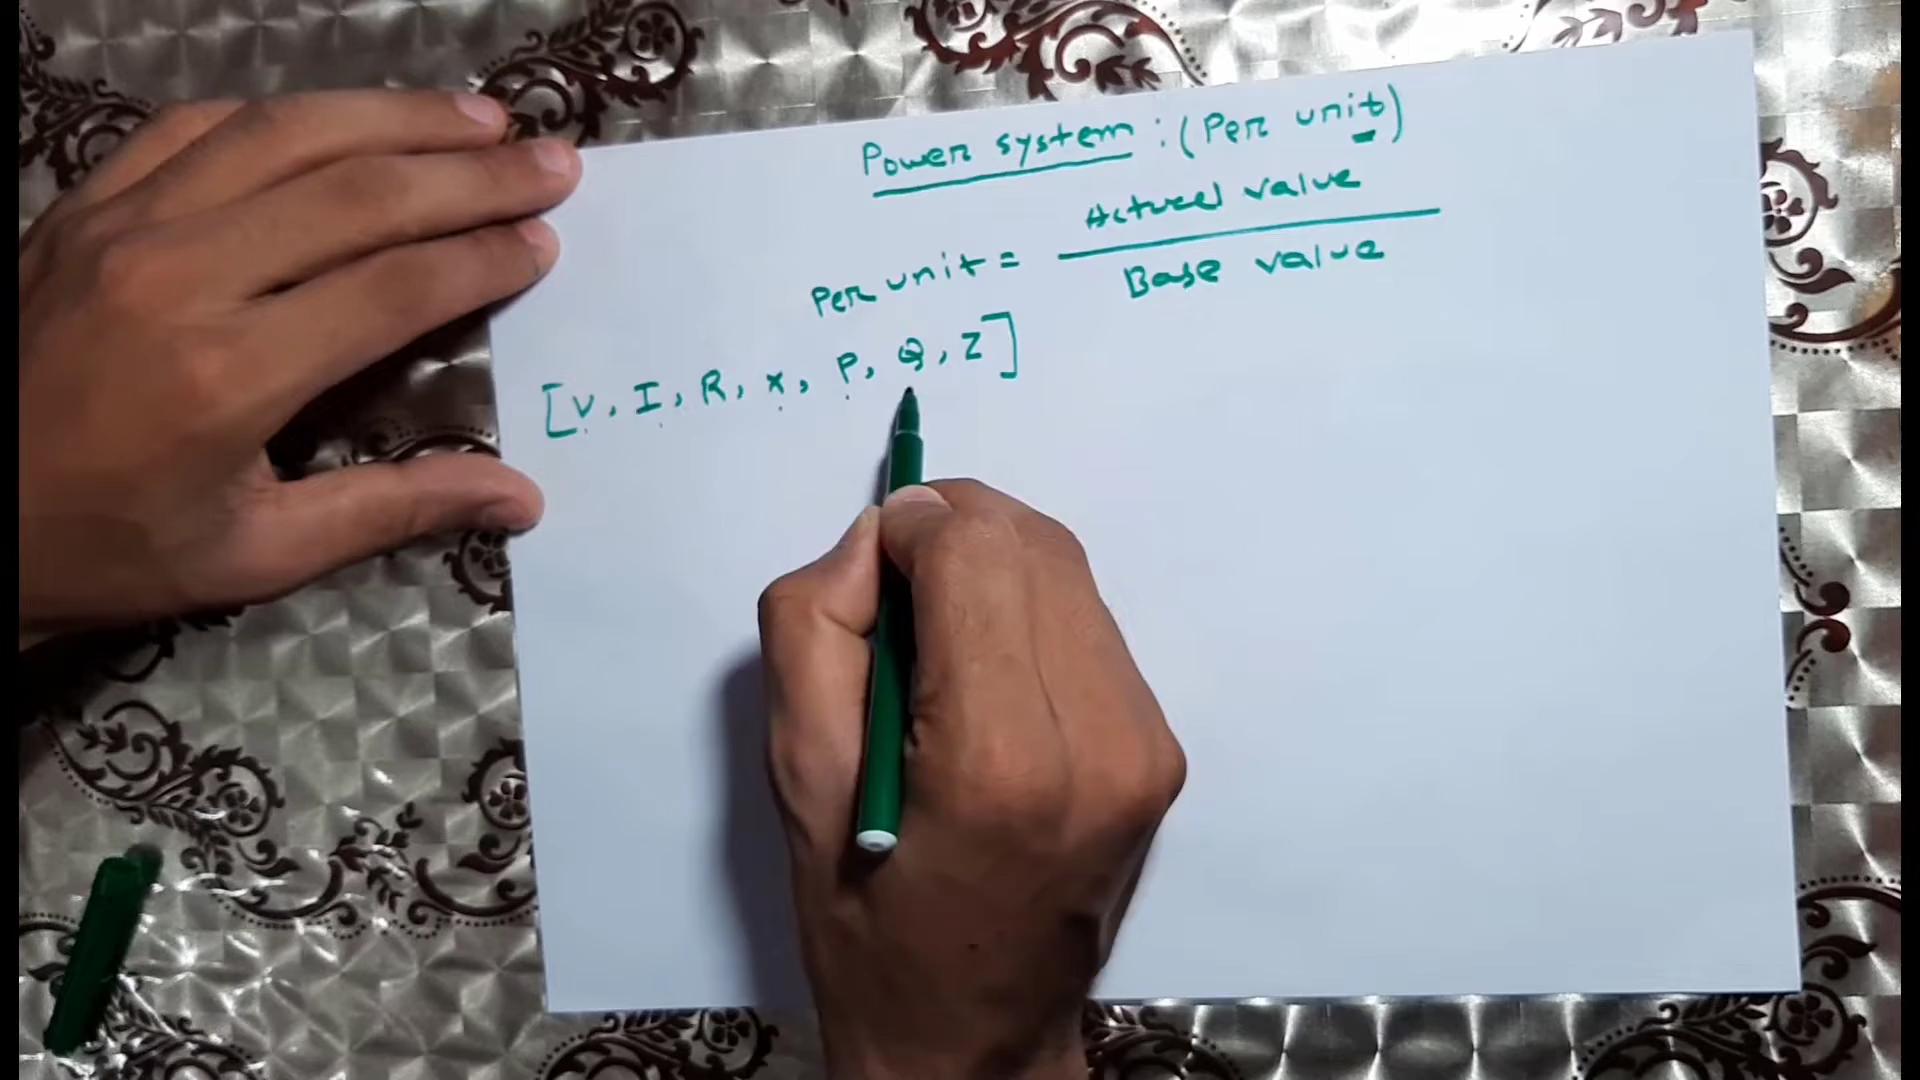 Power system : (Per unit)
Per unit = Actual value / Base value
[V, I, R, x, P, Q, Z]